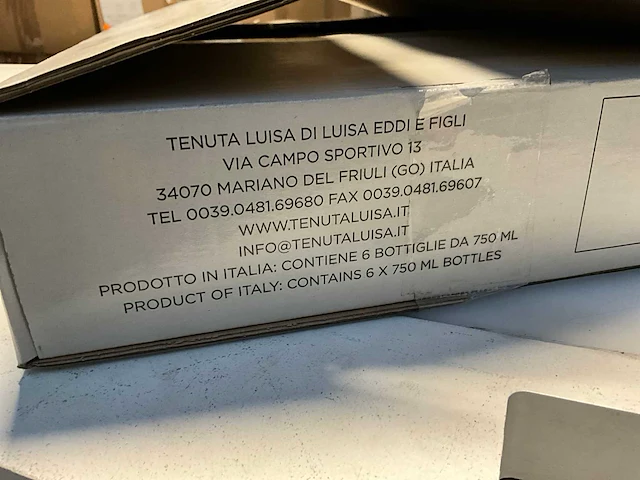 TENUTA LUISA DI LUISA EDDI E FIGLI
VIA CAMPO SPORTIVO 13
34070 MARIANO DEL FRIULI (GO) ITALIA
TEL 0039.0481.69680 FAX 0039.0481.69607
WWW.TENUTALUISA.IT
INFO@TENUTALUISA.IT
PRODOTTO IN ITALIA: CONTIENE 6 BOTTIGLIE DA 750 ML
PRODUCT OF ITALY: CONTAINS 6 X 750 ML BOTTLES